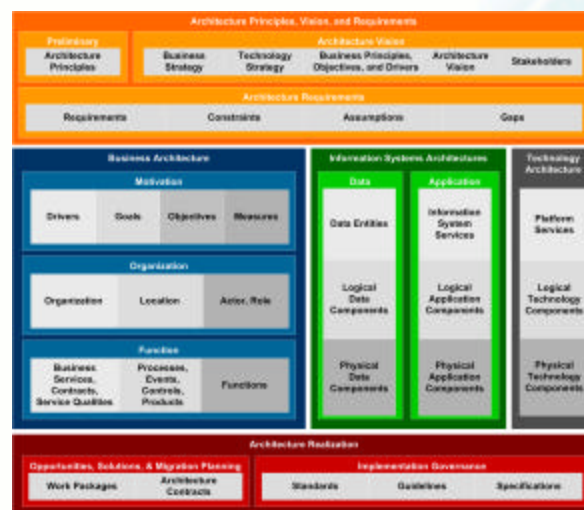 Architecture Principles, Vision, and Requirements
Preliminary
Architecture
Principles
Architecture Vision
Business
Strategy
Technology
Strategy
Business Principles,
Objectives, and Drivers
Architecture
Vision
Stakeholders
Architecture Requirements
Requirements
Constraints
Assumptions
Gaps
Business Architecture
Motivation
Drivers
Goals
Objectives
Measures
Organization
Organization
Location
Actor, Role
Function
Business
Services,
Contracts,
Service Qualities
Processes,
Events,
Controls,
Products
Functions
Information Systems Architectures
Data
Data Entities
Logical
Data
Components
Physical
Data
Components
Application
Information
System
Services
Logical
Application
Components
Physical
Application
Components
Technology
Architecture
Platform
Services
Logical
Technology
Components
Physical
Technology
Components
Architecture Realization
Opportunities, Solutions, & Migration Planning
Work Packages
Architecture
Contracts
Implementation Governance
Standards
Guidelines
Specifications